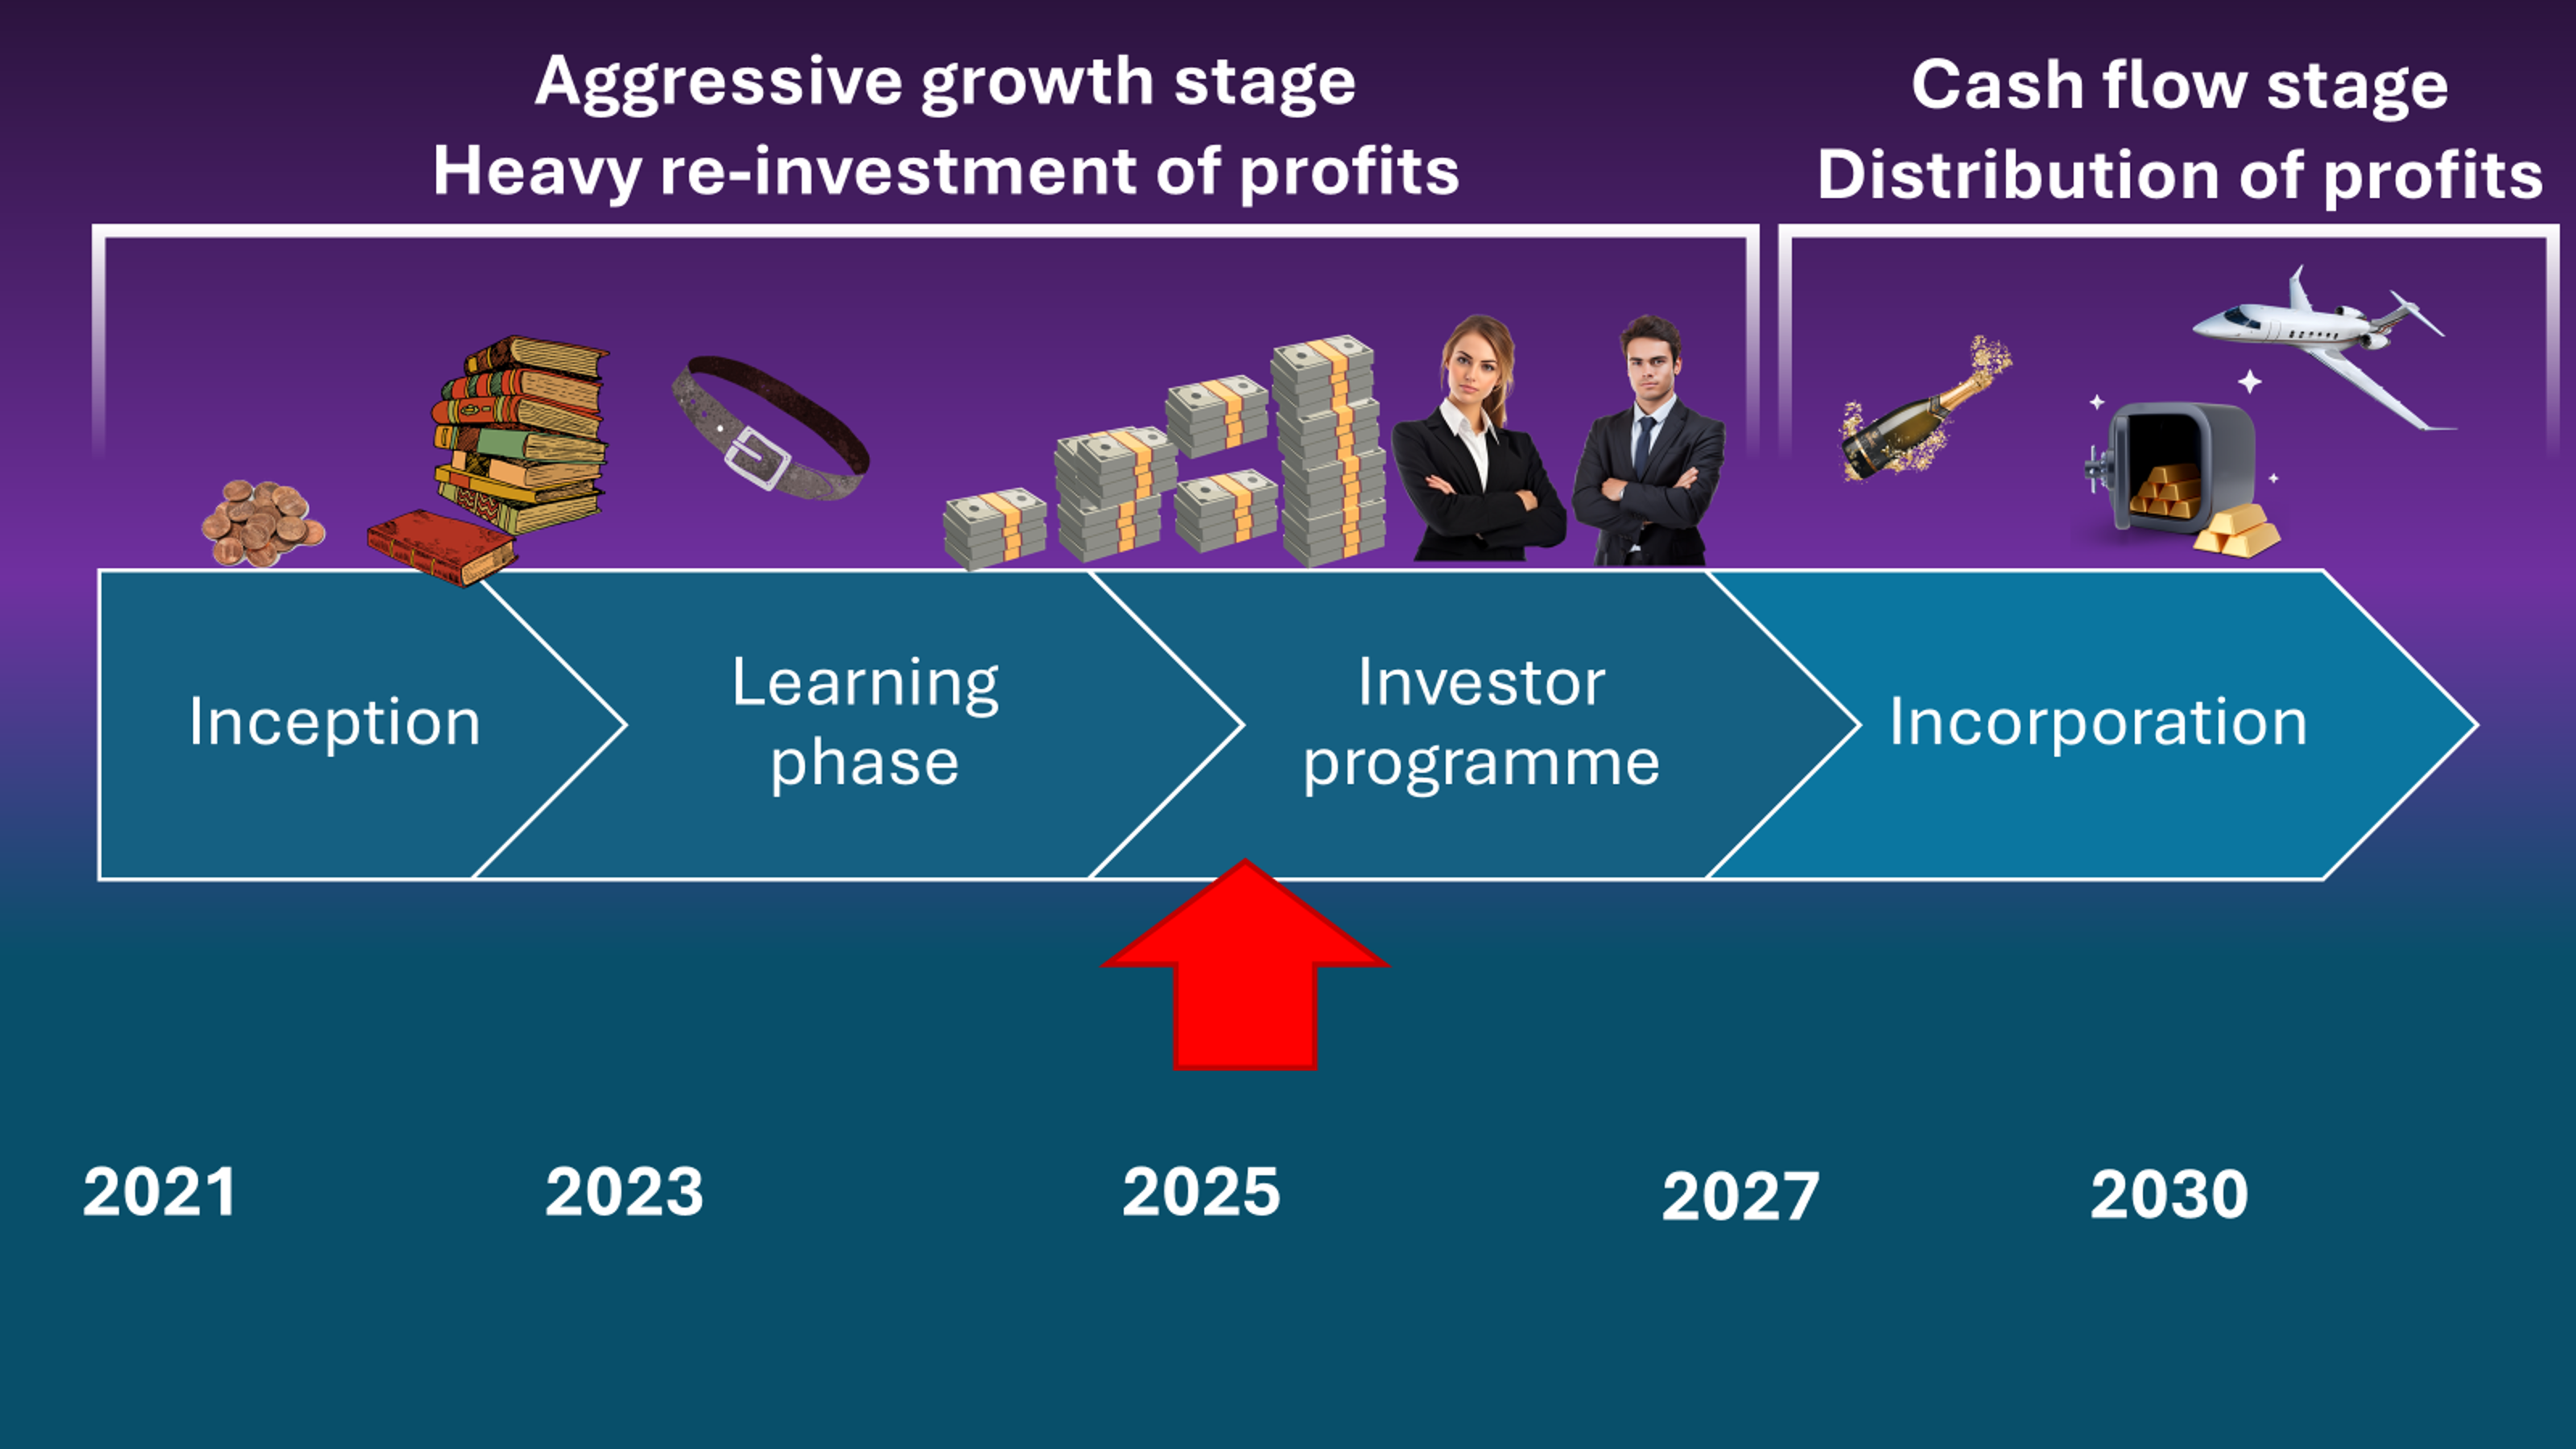 Aggressive growth stage
Heavy re-investment of profits
Cash flow stage
Distribution of profits
Inception
Learning
phase
Investor
programme
Incorporation
2021
2023
2025
2027
2030